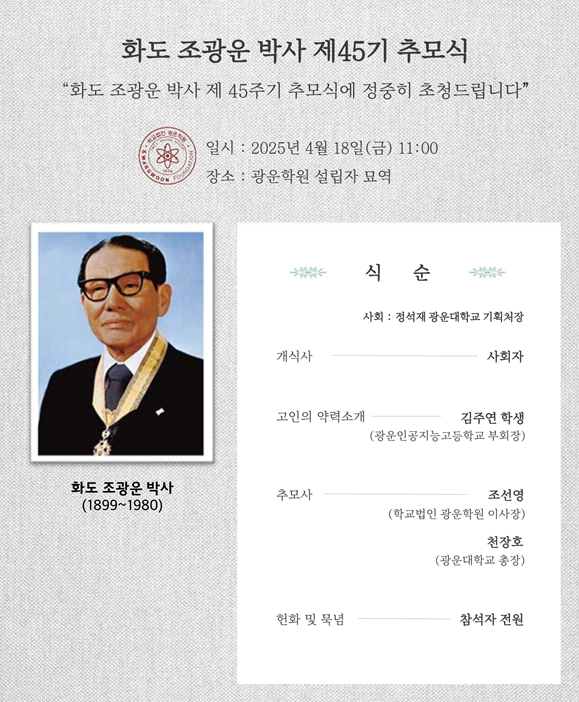 화도 조광운 박사 제45기 추모식
“화도 조광운 박사 제 45주기 추모식에 정중히 초청드립니다”
학교법인 광운학원
KWANGWOON FOUNDATION
1934
일시 : 2025년 4월 18일(금) 11:00
장소 : 광운학원 설립자 묘역
화도 조광운 박사
(1899~1980)
식 순
사회 : 정석재 광운대학교 기획처장
개식사 사회자
고인의 약력소개 김주연 학생
(광운인공지능고등학교 부회장)
추모사 조선영
(학교법인 광운학원 이사장)
천장호
(광운대학교 총장)
헌화 및 묵념 참석자 전원